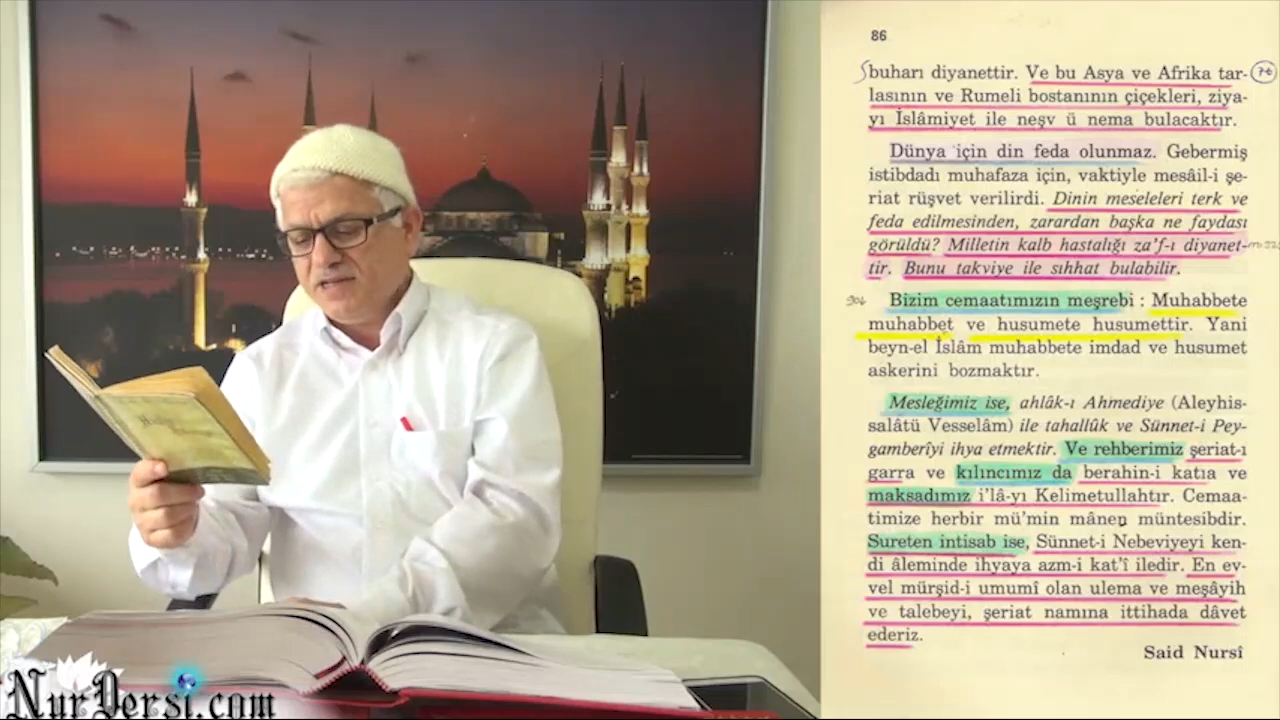 86
buharı diyanettir. Ve bu Asya ve Afrika tar-
lasının ve Rumeli bostanının çiçekleri, ziya-
yı İslâmiyet ile neşv ü nema bulacaktır.
Dünya için din feda olunmaz. Gebermiş
istibdadı muhafaza için, vaktiyle mesâil-i şe-
riat rüşvet verilirdi. Dinin meseleleri terk ve
feda edilmesinden, zarardan başka ne faydası
görüldü? Milletin kalb hastalığı za'f-ı diyanet-
tir. Bunu takviye ile sıhhat bulabilir.
Bizim cemaatımızın meşrebi : Muhabbete
muhabbet ve husumete husumettir. Yani
beyn-el İslâm muhabbete imdad ve husumet
askerini bozmaktır.
Mesleğimiz ise, ahlâk-ı Ahmediye (Aleyhis-
salâtü Vesselâm) ile tahallûk ve Sünnet-i Pey-
gamberîyi ihya etmektir. Ve rehberimiz şeriat-ı
garra ve kılıncımız da berahin-i katıa ve
maksadımız i'lâ-yı Kelimetullahtır. Cemaa-
timize herbir mü'min mânen müntesibdir.
Sureten intisab ise, Sünnet-i Nebeviyeyi ken-
di âleminde ihyaya azm-i kat'î iledir. En ev-
vel mürşid-i umumî olan ulema ve meşâyih
ve talebeyi, şeriat namına ittihada dâvet
ederiz.
Said Nursî
NurDersi.com